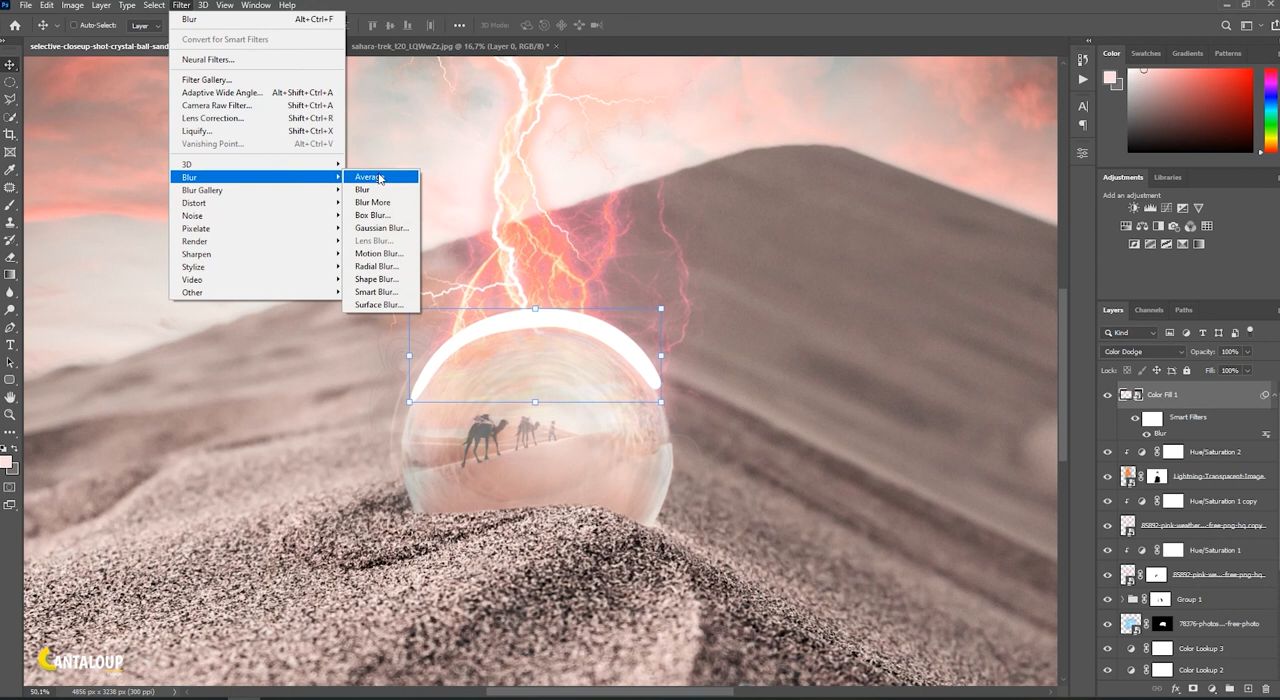 Ps File Edit Image Layer Type Select Filter 3D View Window Help
Auto-Select: Layer
3D Mode:
selective-closeup-shot-crystal-ball-sand
sahara-trek_t20_LQWwZz.jpg @ 16,7% (Layer 0, RGB/8) * ×
Blur Alt+Ctrl+F
Convert for Smart Filters
Neural Filters...
Filter Gallery...
Adaptive Wide Angle... Alt+Shift+Ctrl+A
Camera Raw Filter... Shift+Ctrl+A
Lens Correction... Shift+Ctrl+R
Liquify... Shift+Ctrl+X
Vanishing Point... Alt+Ctrl+V
3D
Blur
Blur Gallery
Distort
Noise
Pixelate
Render
Sharpen
Stylize
Video
Other
Average
Blur
Blur More
Box Blur...
Gaussian Blur...
Lens Blur...
Motion Blur...
Radial Blur...
Shape Blur...
Smart Blur...
Surface Blur...
Color Swatches Gradients Patterns
Adjustments Libraries
Add an adjustment
Layers Channels Paths
Kind
Color Dodge Opacity: 100%
Lock: Fill: 100%
Color Fill 1
Smart Filters
Blur
Hue/Saturation 2
Lightning-Transparent-Image
Hue/Saturation 1 copy
85892-pink-weather...-free-png-hq copy
Hue/Saturation 1
85892-pink-we...-free-png-hq
Group 1
78376-photos...-free-photo
Color Lookup 3
Color Lookup 2
CANTALOUP
50,1% 4856 px x 3238 px (300 ppi)